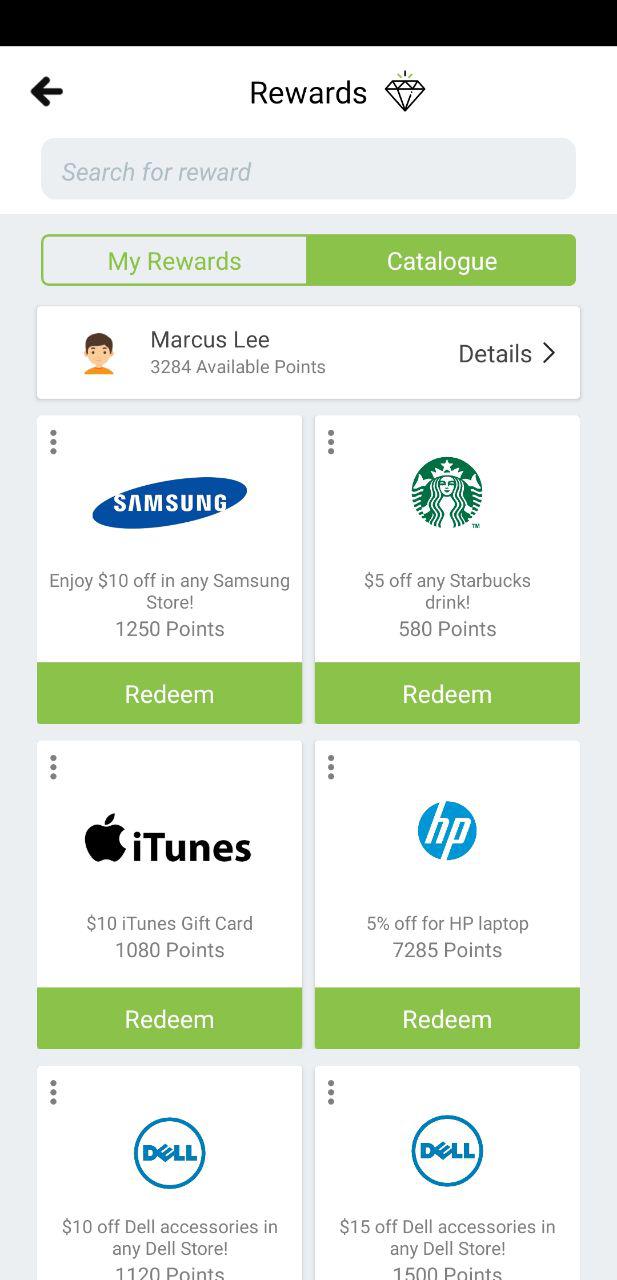 Rewards
Search for reward
My Rewards
Catalogue
Marcus Lee
3284 Available Points
Details
SAMSUNG
Enjoy $10 off in any Samsung
Store!
1250 Points
Redeem
TM
$5 off any Starbucks
drink!
580 Points
Redeem
iTunes
$10 iTunes Gift Card
1080 Points
Redeem
hp
5% off for HP laptop
7285 Points
Redeem
DELL
$10 off Dell accessories in
any Dell Store!
1120 Points
DELL
$15 off Dell accessories in
any Dell Store!
1500 Points